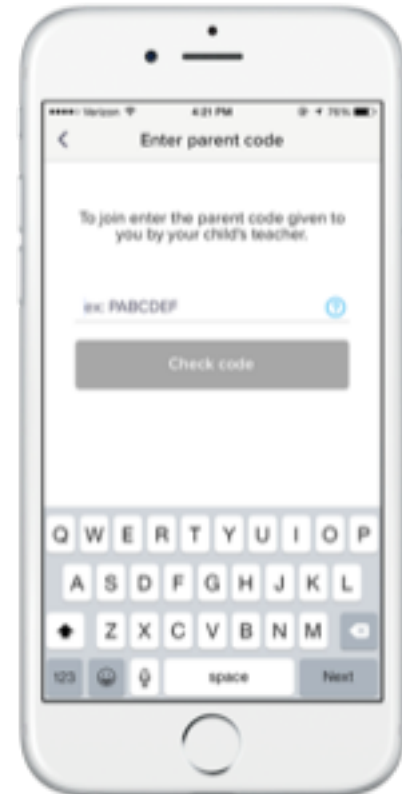 Verizon 4:21 PM 76%
Enter parent code
To join enter the parent code given to
you by your child's teacher.
ex: PABCDEF
Check code
Q W E R T Y U I O P
A S D F G H J K L
Z X C V B N M
123 space Next